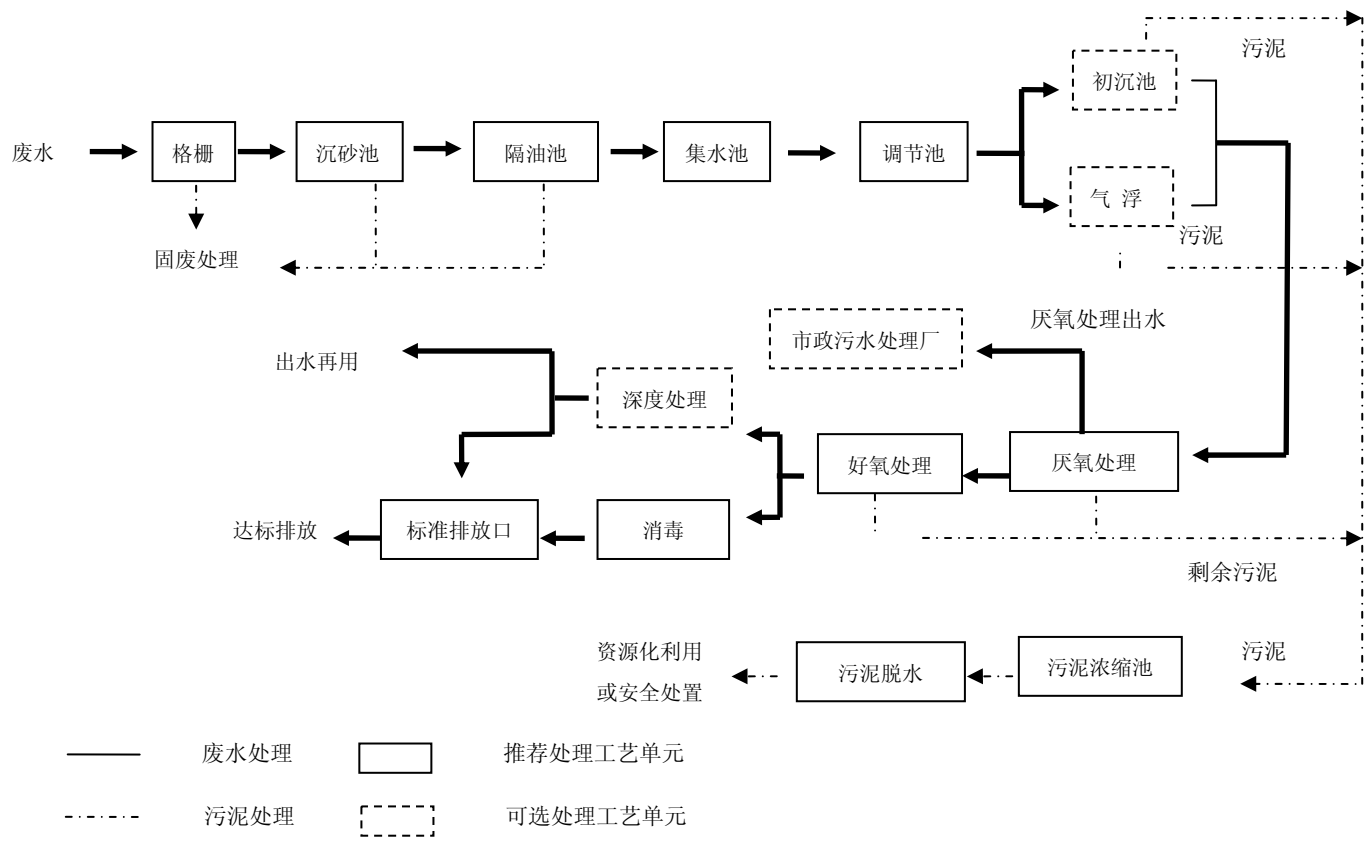 污泥
初沉池
废水
格栅
沉砂池
隔油池
集水池
调节池
气 浮
污泥
固废处理
厌氧处理出水
市政污水处理厂
出水再用
深度处理
好氧处理
厌氧处理
达标排放
标准排放口
消毒
剩余污泥
资源化利用
或安全处置
污泥脱水
污泥浓缩池
污泥
废水处理
推荐处理工艺单元
污泥处理
可选处理工艺单元